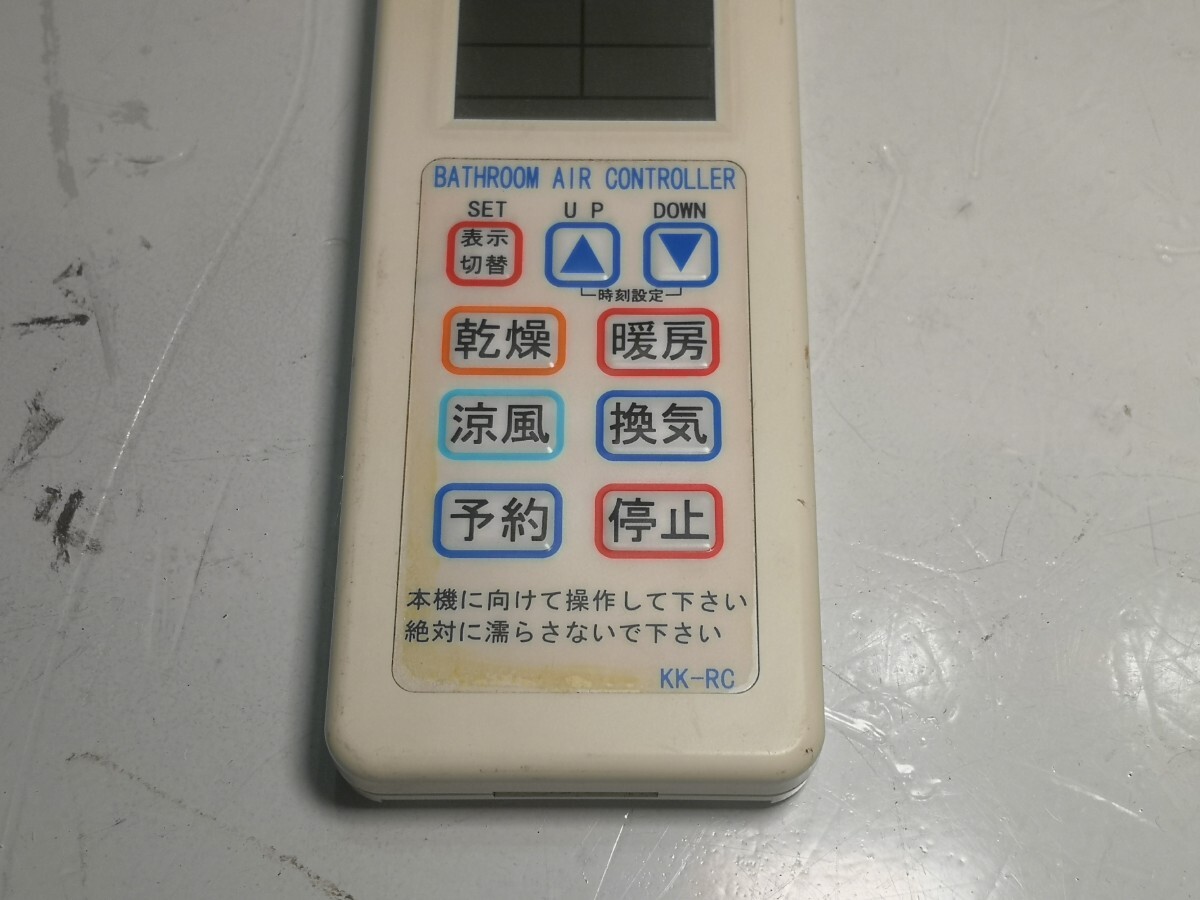 BATHROOM AIR CONTROLLER
SET UP DOWN
表示
切替
時刻設定
乾燥 暖房
涼風 換気
予約 停止
本機に向けて操作して下さい
絶対に濡らさないで下さい
KK-RC